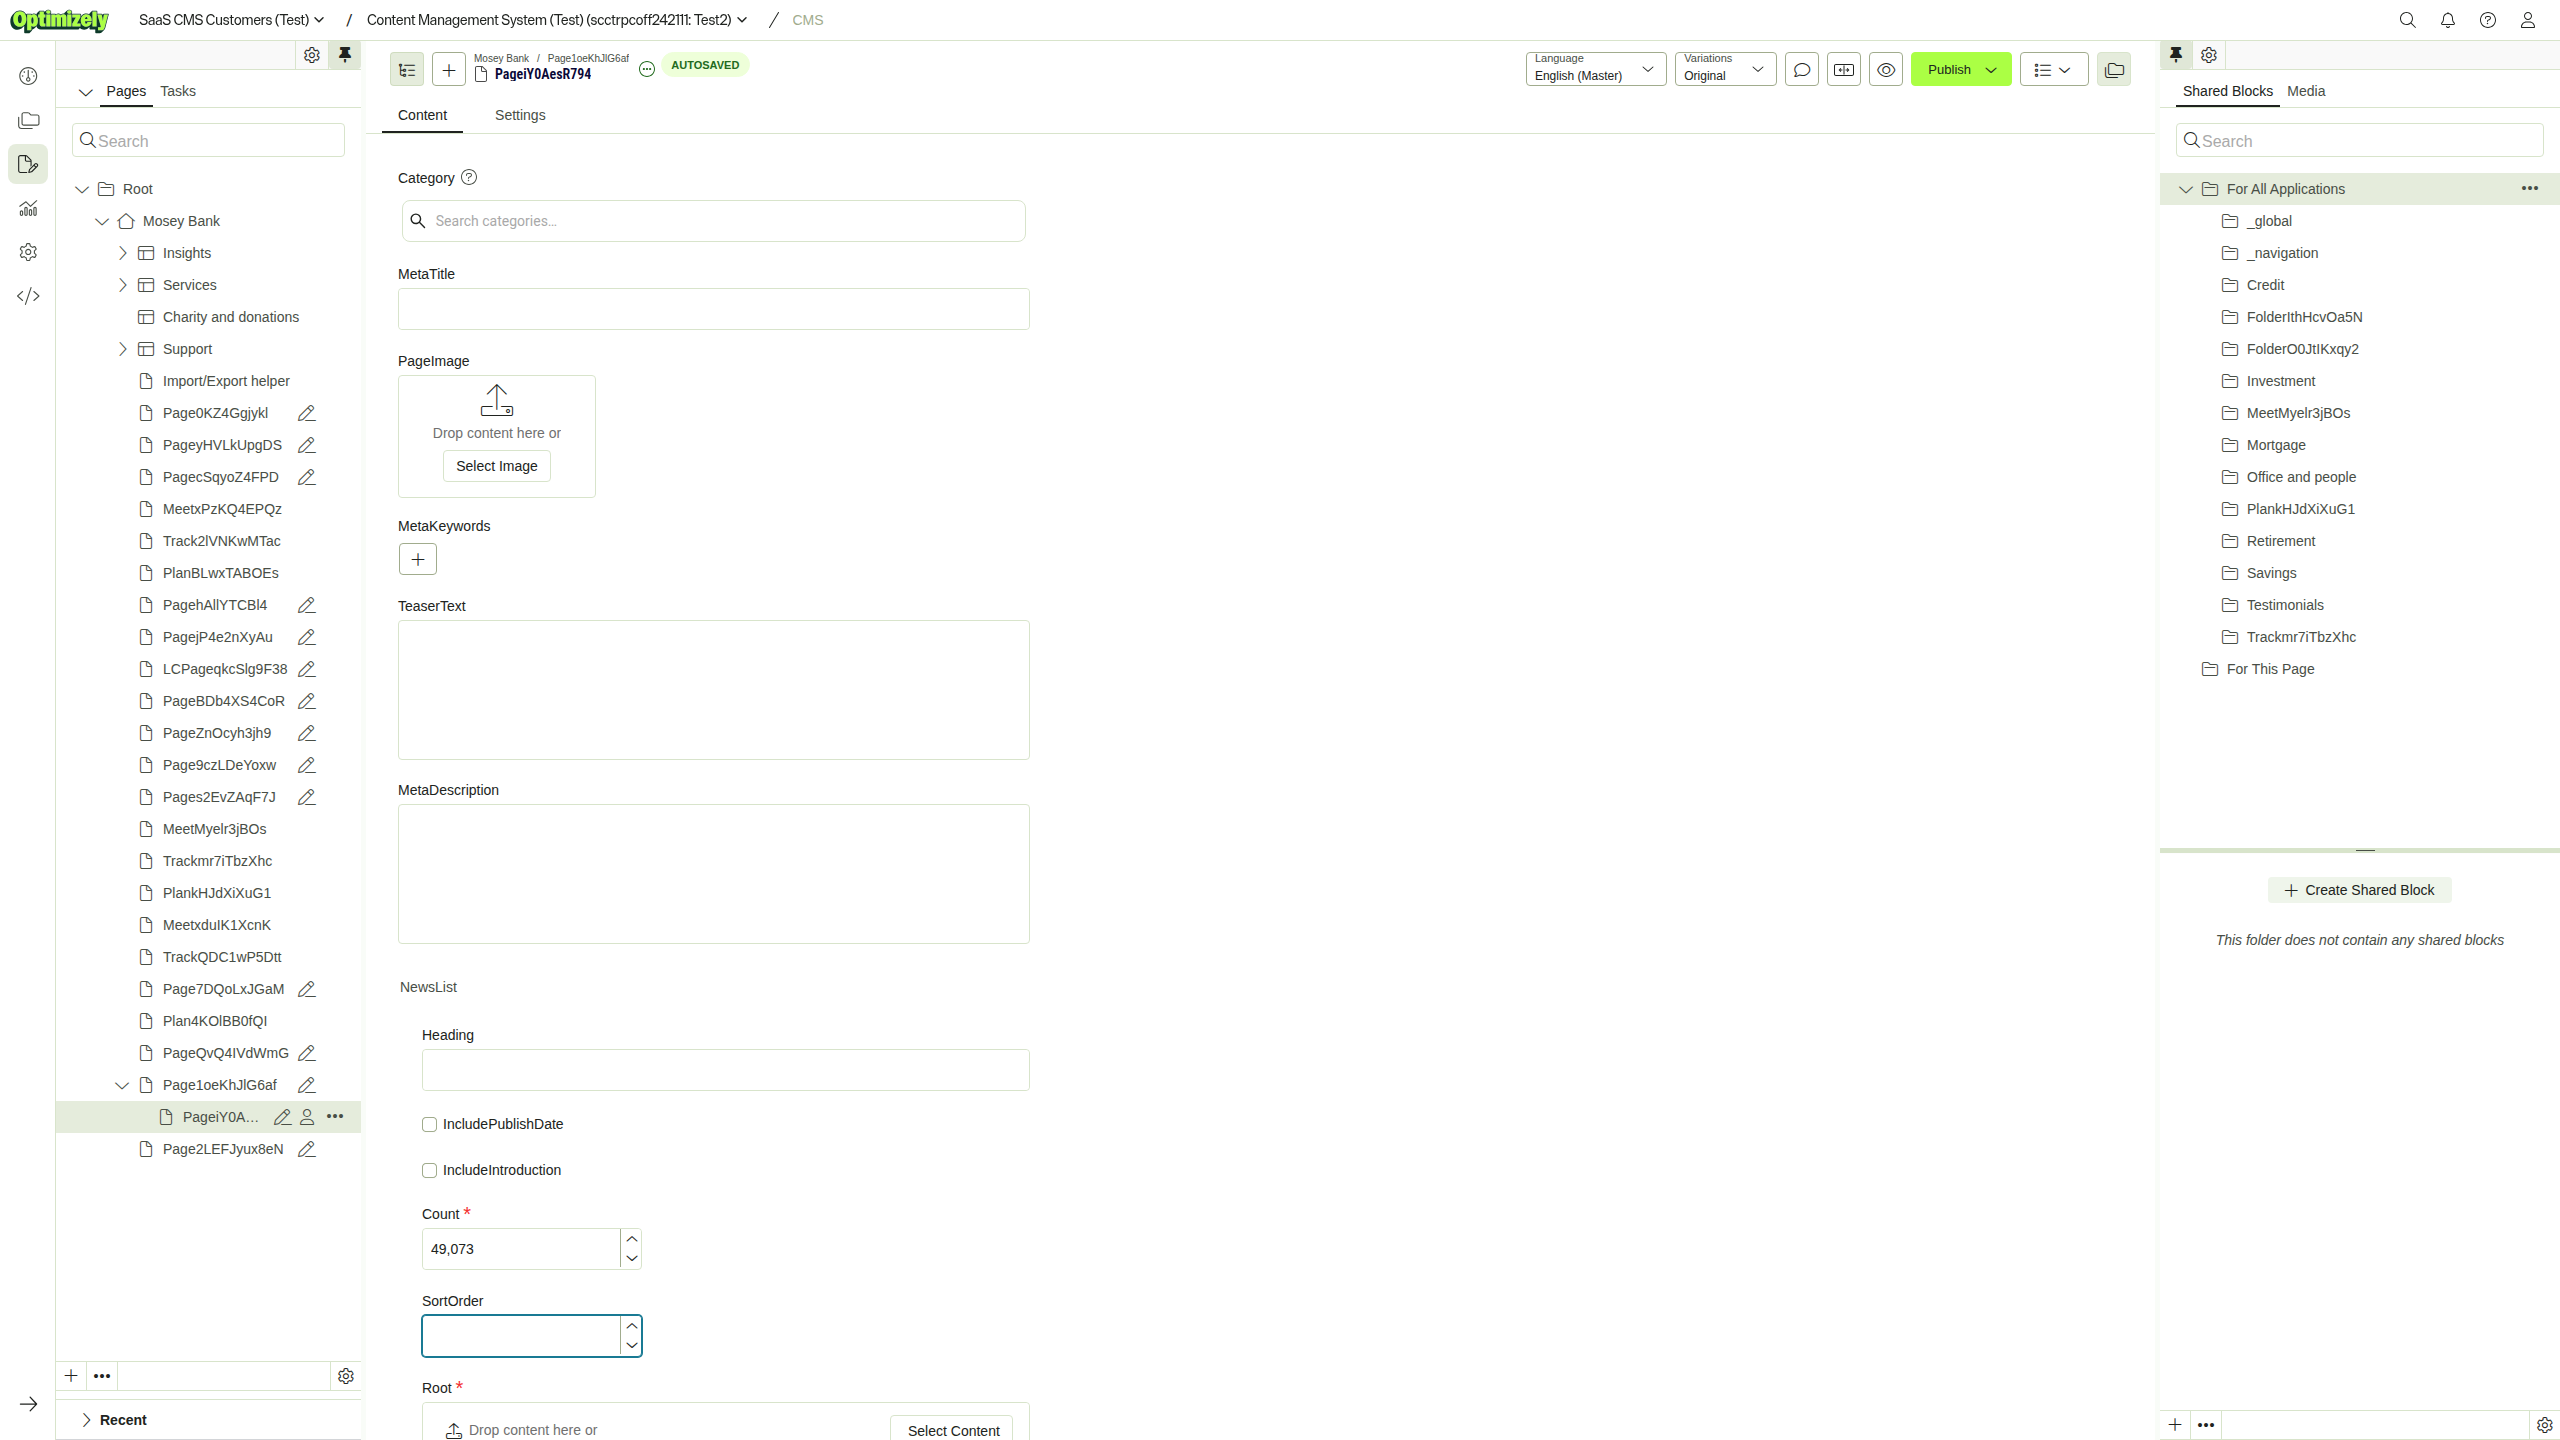 Optimizely
SaaS CMS Customers (Test) / Content Management System (Test) (scctrpcoff242111: Test2) / CMS
Pages Tasks
Search
Root
Mosey Bank
Insights
Services
Charity and donations
Support
Import/Export helper
Page0KZ4Ggjykl
PageyHVLkUpgDS
PagecSqyoZ4FPD
MeetxPzKQ4EPQz
Track2lVNKwMTac
PlanBLwxTABOEs
PagehAllYTCBl4
PagejP4e2nXyAu
LCPageqkcSlg9F38
PageBDb4XS4CoR
PageZnOcyh3jh9
Page9czLDeYoxw
Pages2EvZAqF7J
MeetMyelr3jBOs
Trackmr7iTbzXhc
PlankHJdXiXuG1
MeetxduIK1XcnK
TrackQDC1wP5Dtt
Page7DQoLxJGaM
Plan4KOlBB0fQI
PageQvQ4IVdWmG
Page1oeKhJlG6af
PageiY0A...
Page2LEFJyux8eN
Recent
Mosey Bank / Page1oeKhJlG6af
PageiY0AesR794
AUTOSAVED
Language
English (Master)
Variations
Original
Publish
Content Settings
Category
Search categories...
MetaTitle
PageImage
Drop content here or
Select Image
MetaKeywords
TeaserText
MetaDescription
NewsList
Heading
IncludePublishDate
IncludeIntroduction
Count *
49,073
SortOrder
Root *
Drop content here or
Select Content
Shared Blocks Media
Search
For All Applications
_global
_navigation
Credit
FolderIthHcvOa5N
FolderO0JtIKxqy2
Investment
MeetMyelr3jBOs
Mortgage
Office and people
PlankHJdXiXuG1
Retirement
Savings
Testimonials
Trackmr7iTbzXhc
For This Page
Create Shared Block
This folder does not contain any shared blocks